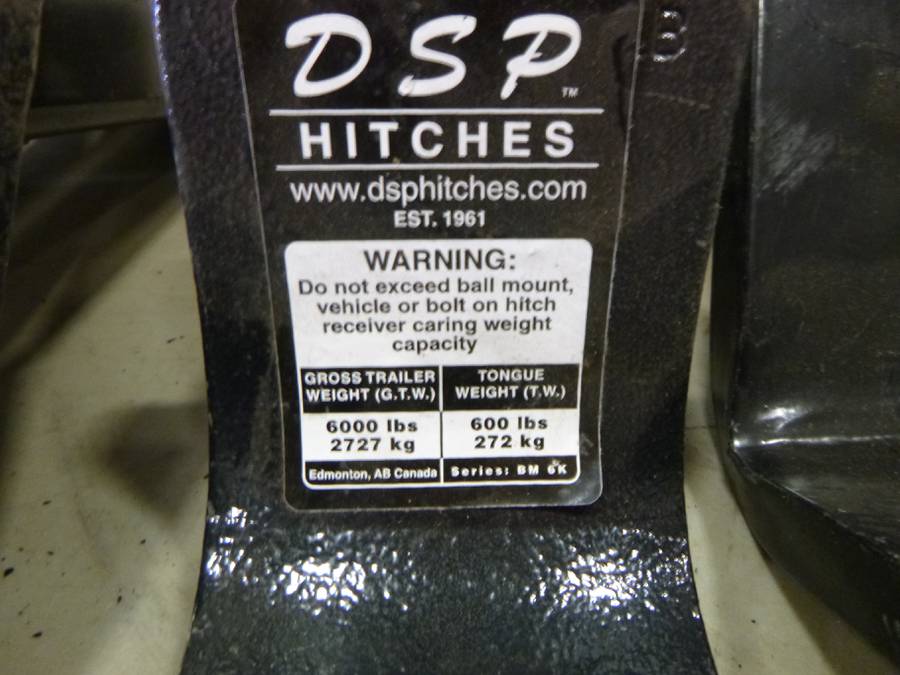 DSP™
HITCHES
www.dsphitches.com
EST. 1961
WARNING:
Do not exceed ball mount,
vehicle or bolt on hitch
receiver caring weight
capacity
GROSS TRAILER WEIGHT (G.T.W.)
TONGUE WEIGHT (T.W.)
6000 lbs
2727 kg
600 lbs
272 kg
Edmonton, AB Canada
Series: BM 6K
B